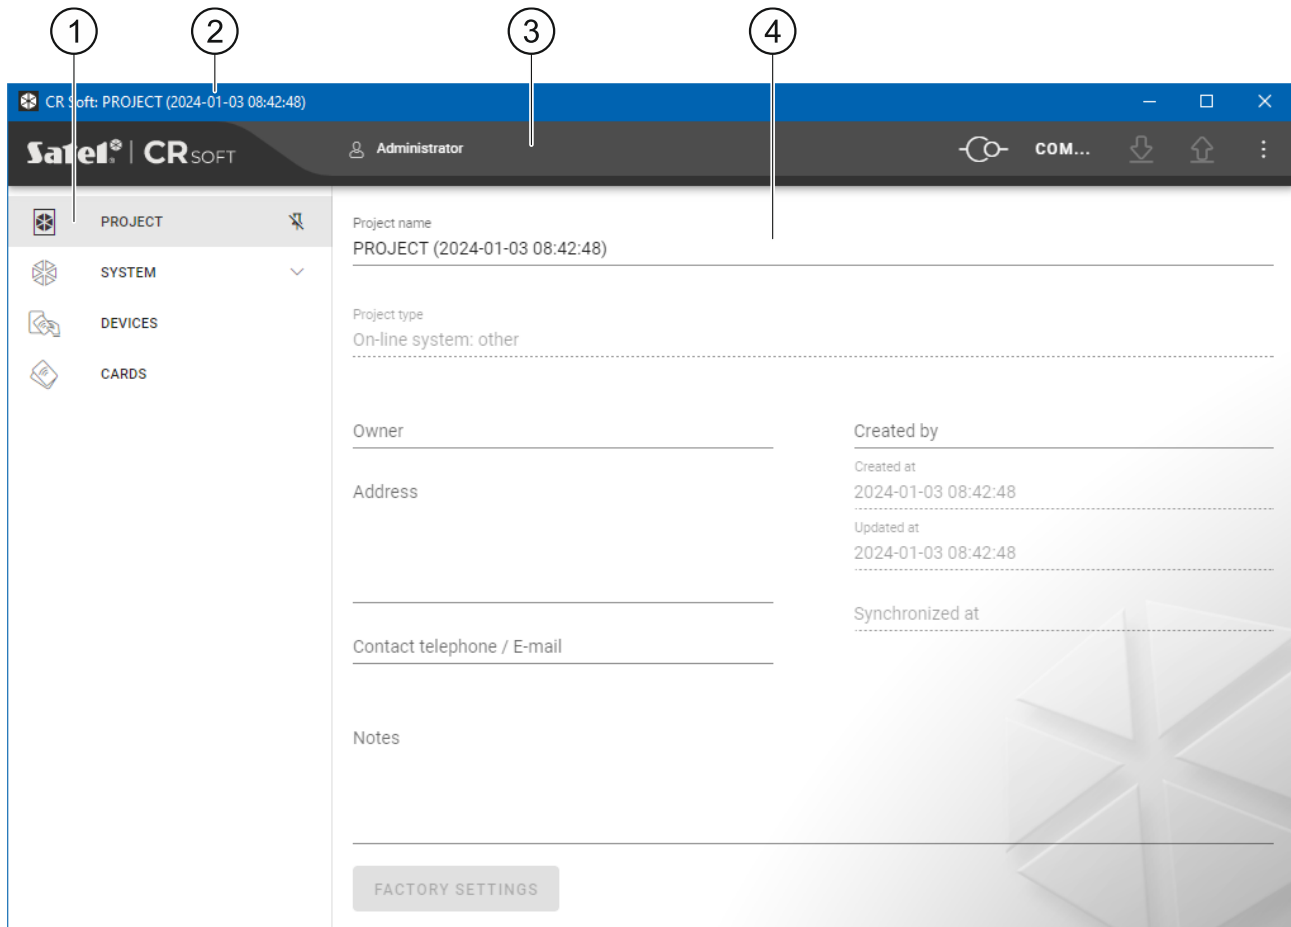 1 2 3 4
CR Soft: PROJECT (2024-01-03 08:42:48)
Satel | CR SOFT Administrator COM...
PROJECT
SYSTEM
DEVICES
CARDS
Project name
PROJECT (2024-01-03 08:42:48)
Project type
On-line system: other
Owner
Created by
Created at
2024-01-03 08:42:48
Address
Updated at
2024-01-03 08:42:48
Synchronized at
Contact telephone / E-mail
Notes
FACTORY SETTINGS